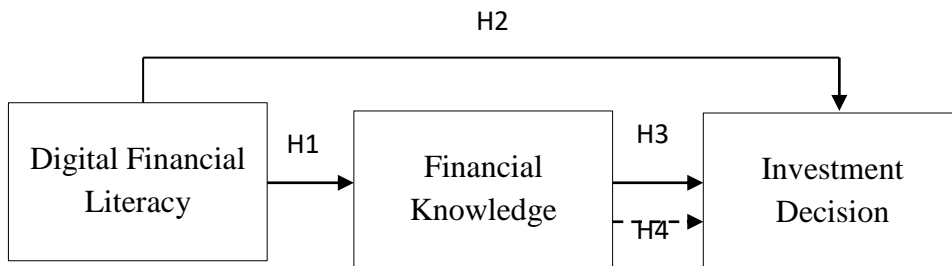 H2
Digital Financial
Literacy
H1
Financial
Knowledge
H3
H4
Investment
Decision